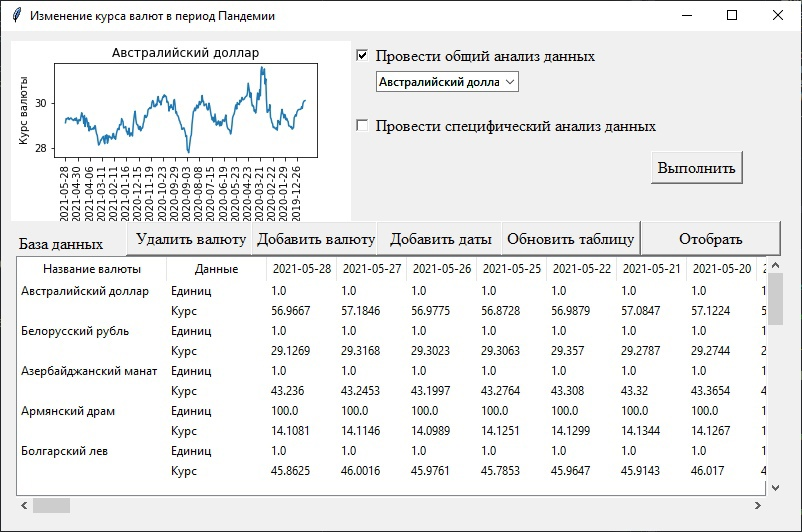 Изменение курса валют в период Пандемии
Австралийский доллар
Курс валюты
30
28
2021-05-28
2021-04-30
2021-04-06
2021-03-11
2021-02-11
2021-01-16
2020-12-15
2020-11-19
2020-10-23
2020-09-29
2020-09-03
2020-08-08
2020-07-15
2020-06-19
2020-05-23
2020-04-23
2020-03-21
2020-02-22
2020-01-29
2019-12-26
Провести общий анализ данных
Австралийский долла
Провести специфический анализ данных
Выполнить
База данных
Удалить валюту Добавить валюту Добавить даты Обновить таблицу Отобрать
Название валюты Данные 2021-05-28 2021-05-27 2021-05-26 2021-05-25 2021-05-22 2021-05-21 2021-05-20
Австралийский доллар Единиц 1.0 1.0 1.0 1.0 1.0 1.0 1.0
Курс 56.9667 57.1846 56.9775 56.8728 56.9879 57.0847 57.1224
Белорусский рубль Единиц 1.0 1.0 1.0 1.0 1.0 1.0 1.0
Курс 29.1269 29.3168 29.3023 29.3063 29.357 29.2787 29.2744
Азербайджанский манат Единиц 1.0 1.0 1.0 1.0 1.0 1.0 1.0
Курс 43.236 43.2453 43.1997 43.2764 43.308 43.32 43.3654
Армянский драм Единиц 100.0 100.0 100.0 100.0 100.0 100.0 100.0
Курс 14.1081 14.1146 14.0989 14.1251 14.1299 14.1344 14.1267
Болгарский лев Единиц 1.0 1.0 1.0 1.0 1.0 1.0 1.0
Курс 45.8625 46.0016 45.9761 45.7853 45.9647 45.9143 46.017